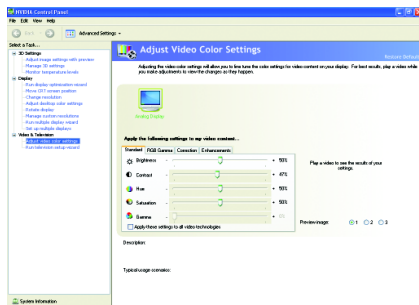 NVIDIA Control Panel
File Edit View Help
Back
Advanced Settings
Select a Task...
3D Settings
Adjust image settings with preview
Manage 3D settings
Monitor temperature levels
Display
Run display optimization wizard
Move CRT screen position
Change resolution
Adjust desktop color settings
Rotate display
Manage custom resolutions
Run multiple display wizard
Set up multiple displays
Video & Television
Adjust video color settings
Run television setup wizard
System Information
Adjust Video Color Settings
Restore Defaults
Adjusting the video color settings will allow you to fine tune the color settings for video content on your display. For best results, play a video while
you make adjustments to view the changes as they happen.
Analog Display
Apply the following settings to my video content...
Standard RGB Gamma Correction Enhancements
Brightness - + 50%
Contrast - + 47%
Hue - + 50%
Saturation - + 50%
Gamma - +
Apply these settings to all video technologies
Play a video to see the results of your
settings.
Preview image: 1 2 3
Description:
Typical usage scenarios: